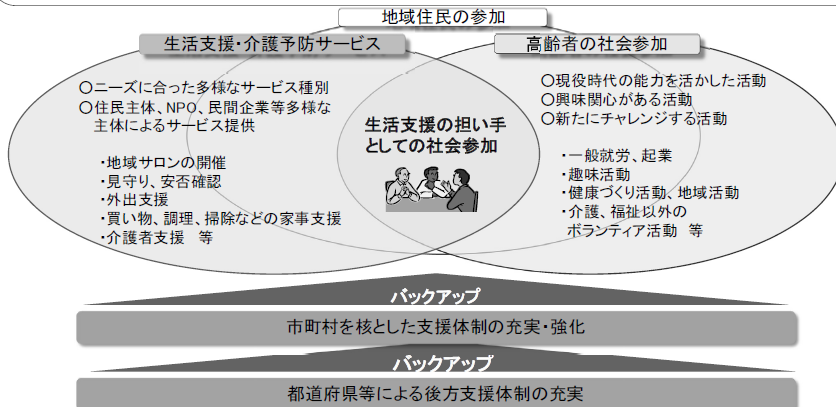 地域住民の参加
生活支援・介護予防サービス
〇ニーズに合った多様なサービス種別
〇住民主体、NPO、民間企業等多様な
主体によるサービス提供
・地域サロンの開催
・見守り、安否確認
・外出支援
・買い物、調理、掃除などの家事支援
・介護者支援　等
生活支援の担い手
としての社会参加
高齢者の社会参加
〇現役時代の能力を活かした活動
〇興味関心がある活動
〇新たにチャレンジする活動
・一般就労、起業
・趣味活動
・健康づくり活動、地域活動
・介護、福祉以外の
ボランティア活動　等
バックアップ
市町村を核とした支援体制の充実・強化
バックアップ
都道府県等による後方支援体制の充実